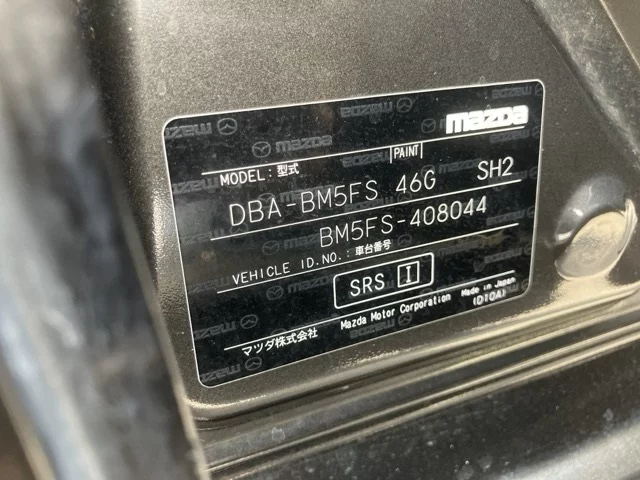 mazda
MODEL: 型式 PAINT
DBA-BM5FS 46G SH2
BM5FS-408044
VEHICLE ID.NO.: 車台番号
SRS I
マツダ株式会社 Mazda Motor Corporation Made in Japan
(D10A)